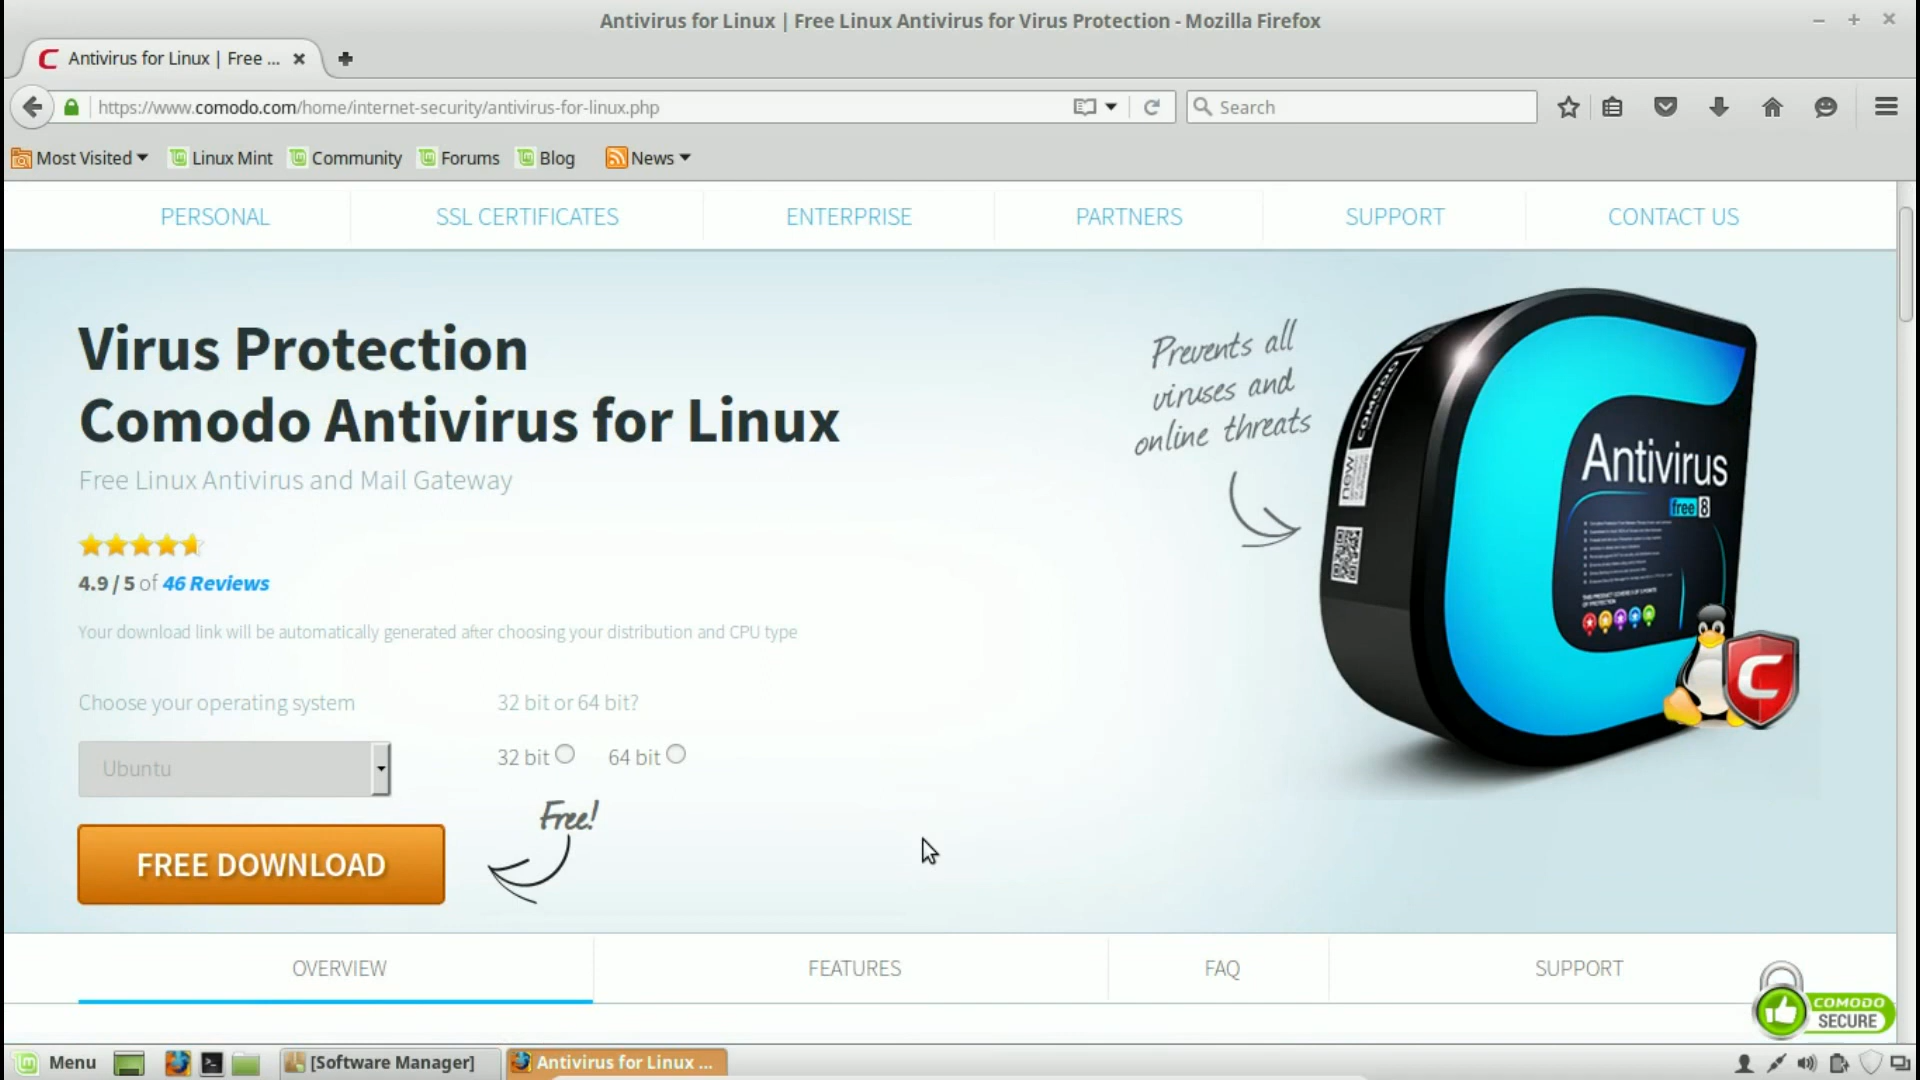 Antivirus for Linux | Free Linux Antivirus for Virus Protection - Mozilla Firefox
Antivirus for Linux | Free ...
https://www.comodo.com/home/internet-security/antivirus-for-linux.php
Search
Most Visited
Linux Mint
Community
Forums
Blog
News
PERSONAL
SSL CERTIFICATES
ENTERPRISE
PARTNERS
SUPPORT
CONTACT US
Virus Protection
Comodo Antivirus for Linux
Free Linux Antivirus and Mail Gateway
4.9 / 5 of 46 Reviews
Your download link will be automatically generated after choosing your distribution and CPU type
Choose your operating system
32 bit or 64 bit?
Ubuntu
32 bit
64 bit
Free!
FREE DOWNLOAD
Prevents all
viruses and
online threats
COMODO
new
Antivirus
free 8
OVERVIEW
FEATURES
FAQ
SUPPORT
COMODO
SECURE
Menu
[Software Manager]
Antivirus for Linux ...